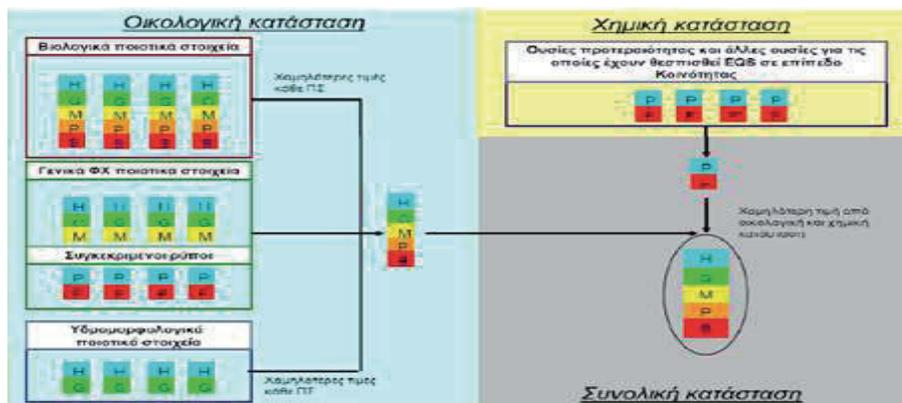 Οικολογική κατάσταση
Βιολογικά ποιοτικά στοιχεία
H H H H
G G G G
M M M M
P P P P
B B B B
Χαμηλότερες τιμές
κάθε ΠΣ
Γενικά ΦΧ ποιοτικά στοιχεία
H H H H
G G G G
M M M M
Συγκεκριμένοι ρύποι
P P P P
F F F F
Υδρομορφολογικά
ποιοτικά στοιχεία
H H H H
G G G G
Χαμηλότερες τιμές
κάθε ΠΣ
H
G
M
P
B
Χημική κατάσταση
Ουσίες προτεραιότητας και άλλες ουσίες για τις
οποίες έχουν θεσπισθεί EQS σε επίπεδο
Κοινότητας
P P P P
F F F F
P
F
Χαμηλότερη τιμή από
οικολογική και χημική
κατάσταση
H
G
M
P
B
Συνολική κατάσταση